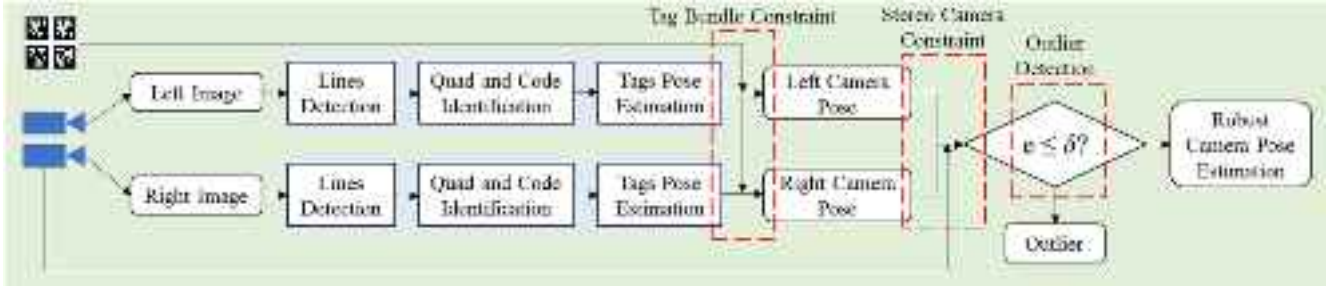 Tag Bundle Constraint
Stereo Camera
Constraint
Outlier
Detection
Left Image
Lines
Detection
Quad and Code
Identification
Tags Pose
Estimation
Left Camera
Pose
e ≤ δ?
Robust
Camera Pose
Estimation
Right Image
Lines
Detection
Quad and Code
Identification
Tags Pose
Estimation
Right Camera
Pose
Outlier